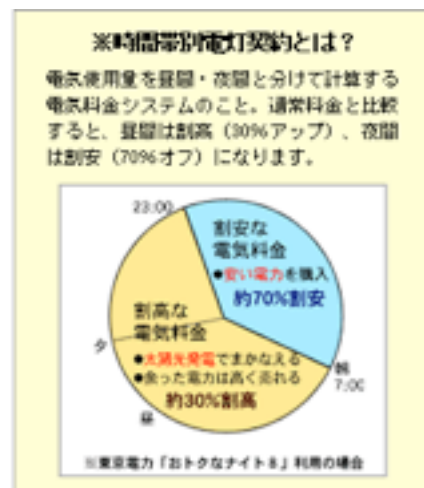 ※時間帯別電灯契約とは？
電気使用量を昼間・夜間と分けて計算する
電気料金システムのこと。通常料金と比較
すると、昼間は割高（30%アップ）、夜間
は割安（70%オフ）になります。
23:00
割安な
電気料金
●安い電力を購入
約70%割安
割高な
電気料金
夕
●太陽光発電でまかなえる
●余った電力は高く売れる
約30%割高
朝
7:00
昼
※東京電力「おトクなナイト8」利用の場合